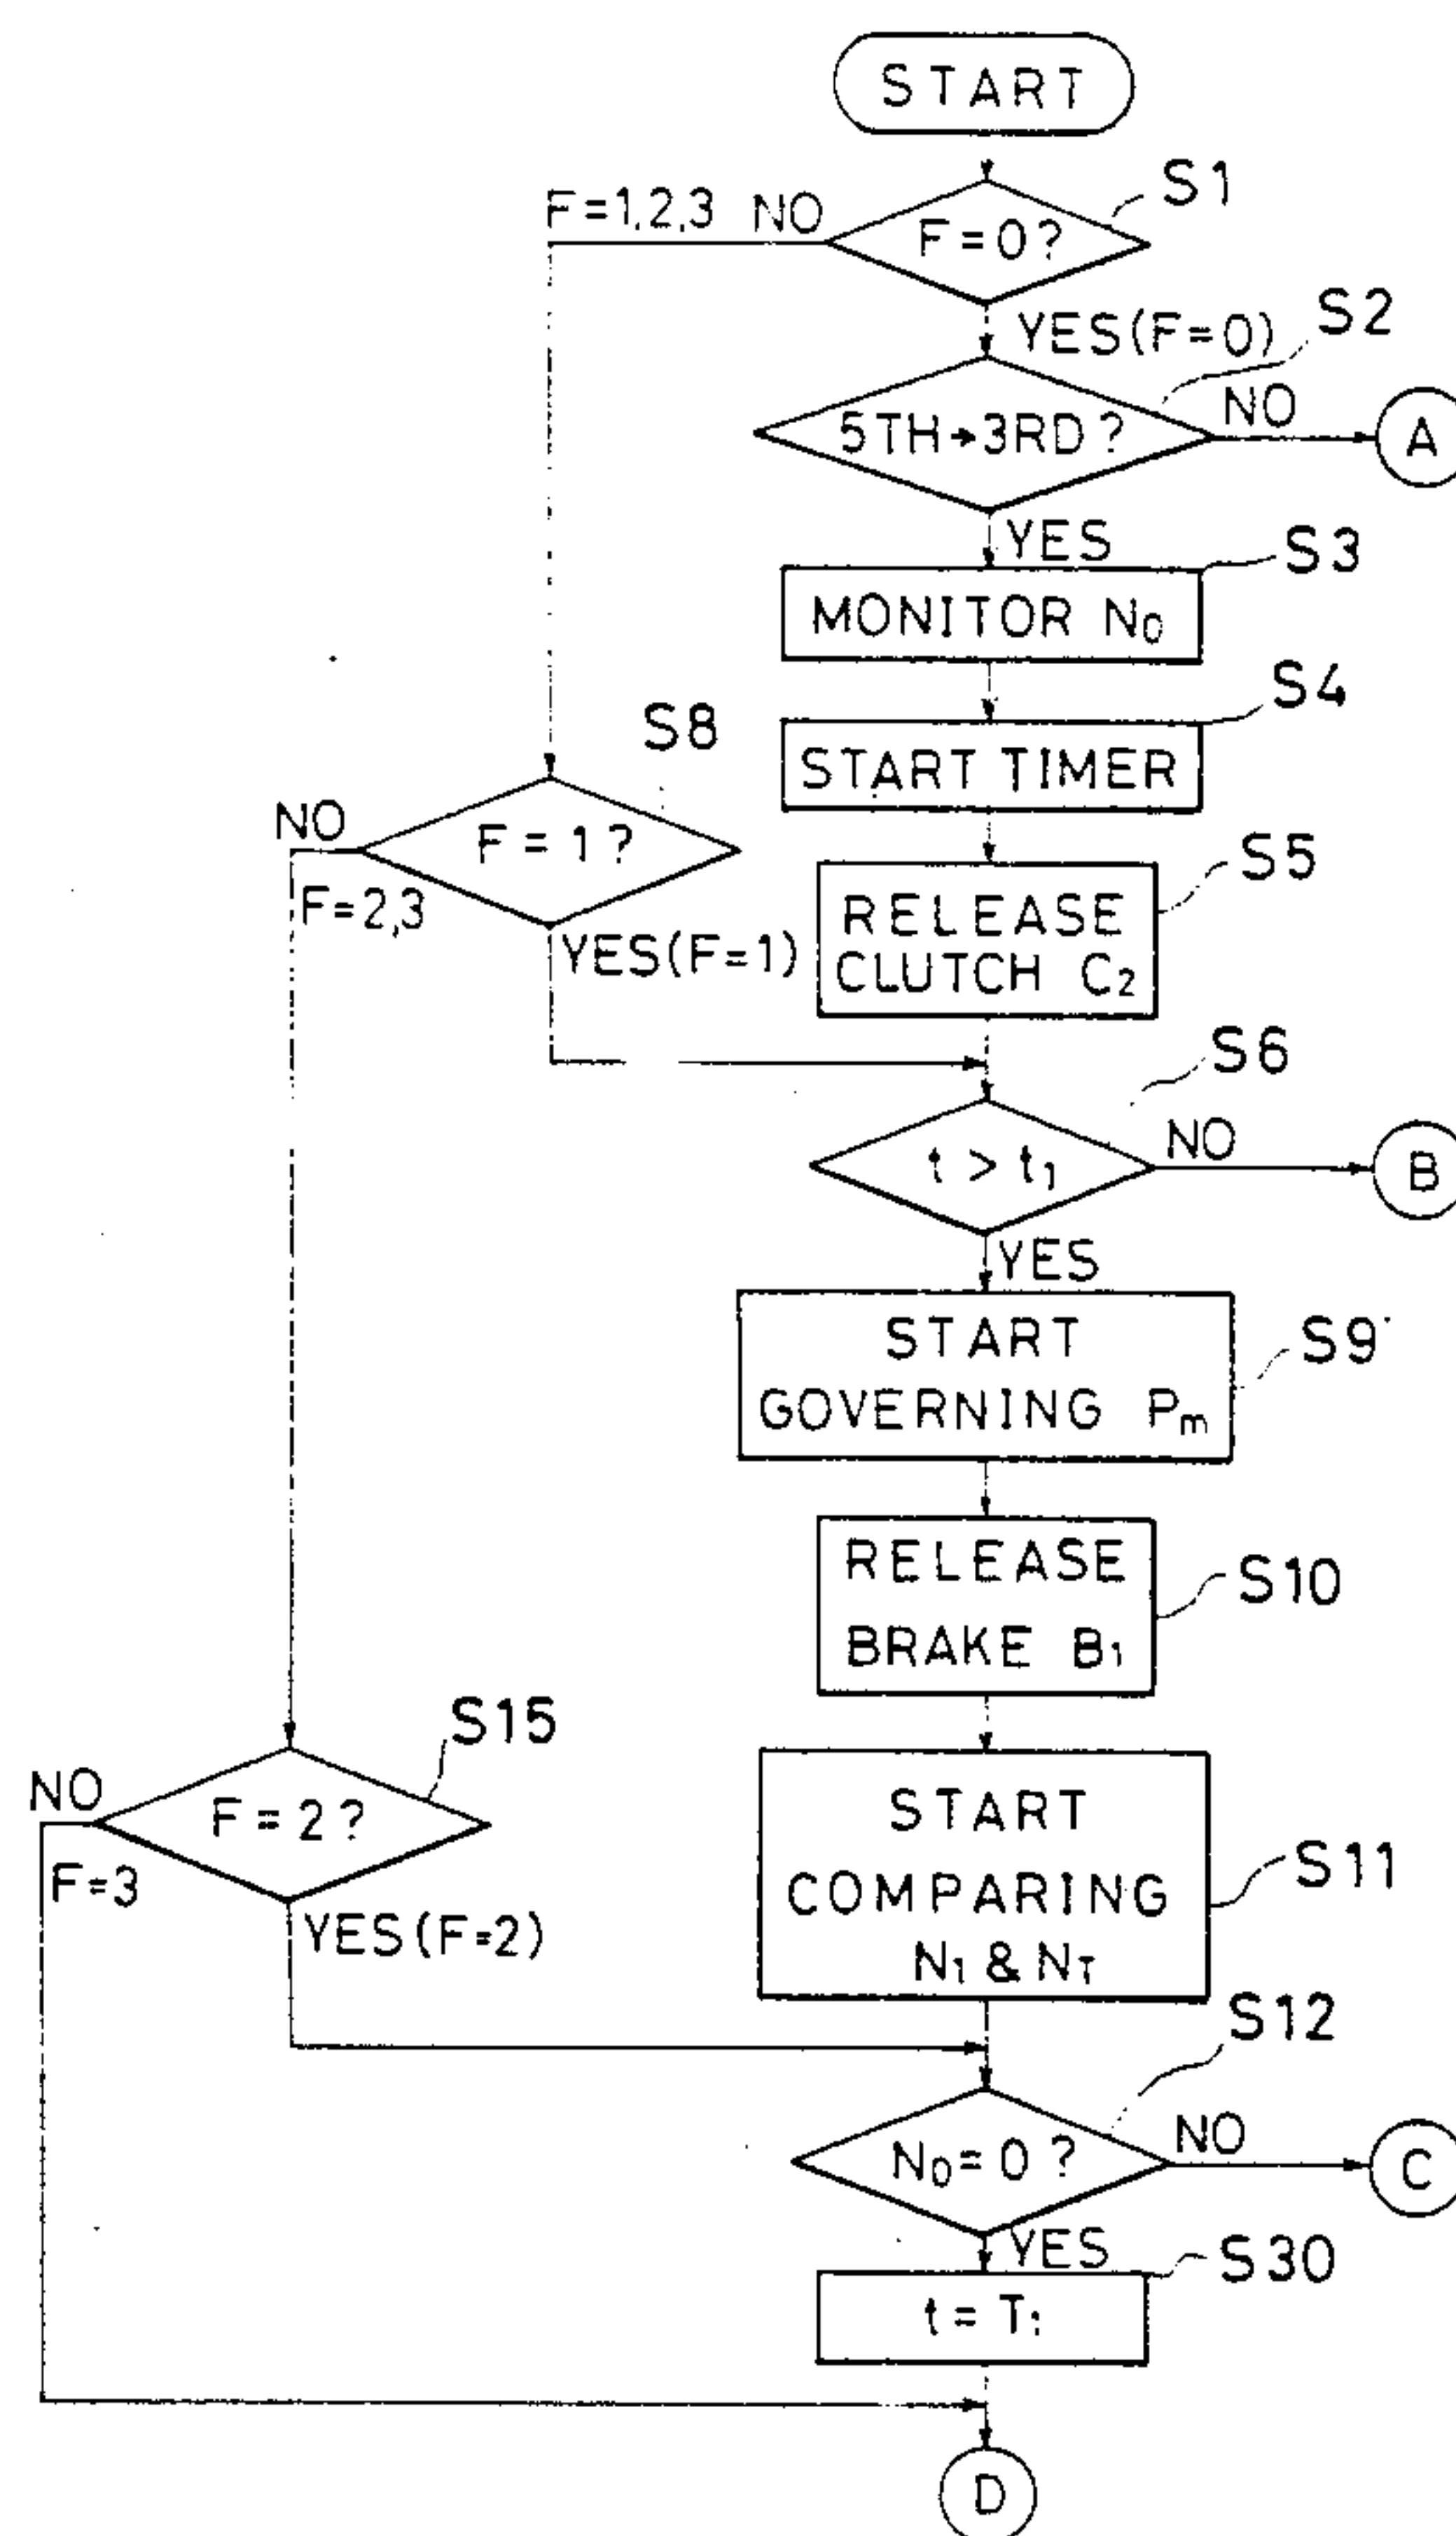 START
S1
F=1,2,3 NO
F=0?
YES(F=0)
S2
5TH→3RD?
NO
A
YES
S3
MONITOR N₀
S4
START TIMER
S8
NO
F=1?
F=2,3
YES(F=1)
S5
RELEASE
CLUTCH C₂
S6
t > t₁
NO
B
YES
START
GOVERNING Pₘ
S9
RELEASE
BRAKE B₁
S10
S15
NO
F=2?
F=3
YES(F=2)
START
COMPARING
N₁ & N_T
S11
S12
N₀=0?
NO
C
YES
S30
t=T₁
D